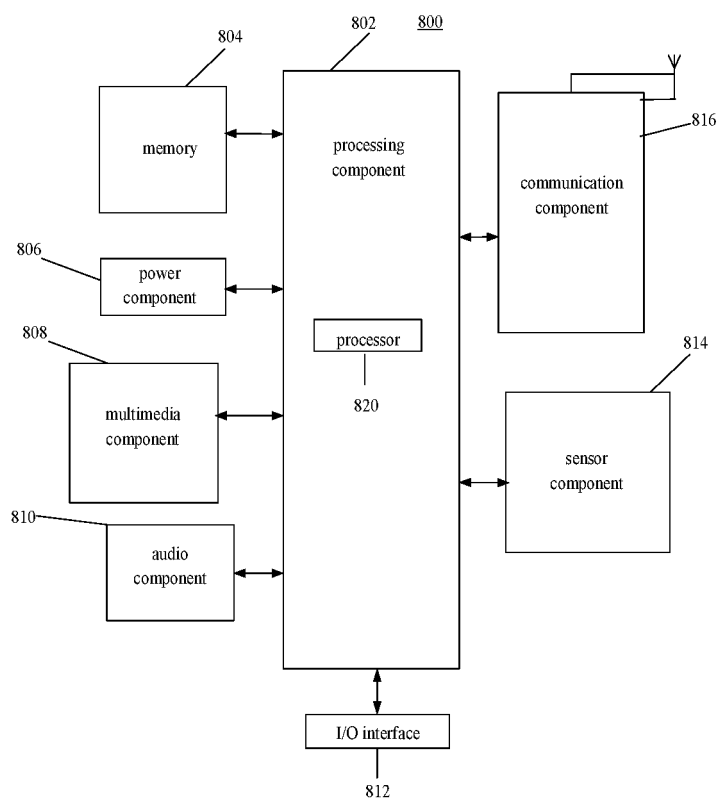 802
800
804
memory
processing
component
816
communication
component
806
power
component
808
processor
820
814
multimedia
component
sensor
component
810
audio
component
I/O interface
812